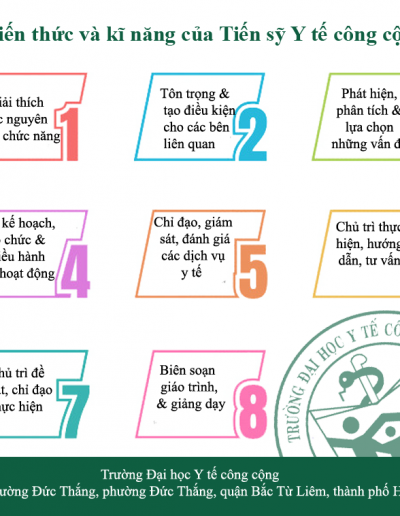 iến thức và kĩ năng của Tiến sỹ Y tế công cộ
iải thích
c nguyên
chức năng
1
Tôn trọng &
tạo điều kiện
cho các bên
liên quan
2
Phát hiện,
phân tích &
lựa chọn
những vấn đ
kế hoạch,
chức &
iều hành
hoạt động
4
Chỉ đạo, giám
sát, đánh giá
các dịch vụ
y tế
5
Chủ trì thực
hiện, hướng
dẫn, tư vấn
hủ trì đề
t, chỉ đạo
hực hiện
7
Biên soạn
giáo trình,
& giảng dạy
8
TRƯỜNG ĐẠI HỌC Y TẾ CÔ
Trường Đại học Y tế công cộng
ường Đức Thắng, phường Đức Thắng, quận Bắc Từ Liêm, thành phố H